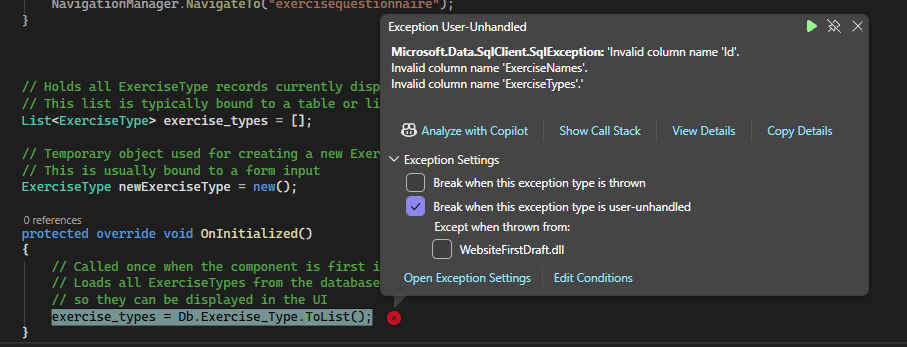 NavigationManager.NavigateTo("exercisequestionnaire");
}
Exception User-Unhandled
Microsoft.Data.SqlClient.SqlException: 'Invalid column name 'Id'.
Invalid column name 'ExerciseNames'.
Invalid column name 'ExerciseTypes'.'
Analyze with Copilot
Show Call Stack
View Details
Copy Details
Exception Settings
Break when this exception type is thrown
Break when this exception type is user-unhandled
Except when thrown from:
WebsiteFirstDraft.dll
Open Exception Settings
Edit Conditions
// Holds all ExerciseType records currently disp
// This list is typically bound to a table or li
List<ExerciseType> exercise_types = [];
// Temporary object used for creating a new Exer
// This is usually bound to a form input
ExerciseType newExerciseType = new();
0 references
protected override void OnInitialized()
{
// Called once when the component is first i
// Loads all ExerciseTypes from the database
// so they can be displayed in the UI
exercise_types = Db.Exercise_Type.ToList();
}